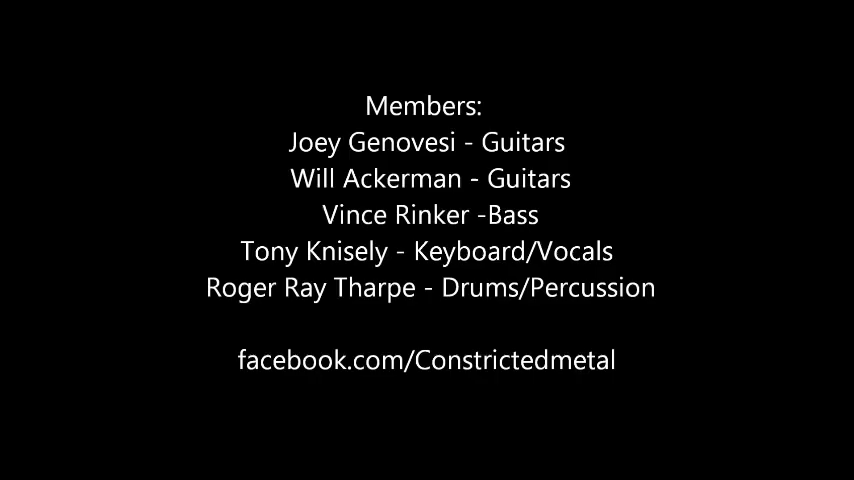 Members:
Joey Genovesi - Guitars
Will Ackerman - Guitars
Vince Rinker -Bass
Tony Knisely - Keyboard/Vocals
Roger Ray Tharpe - Drums/Percussion
facebook.com/Constrictedmetal